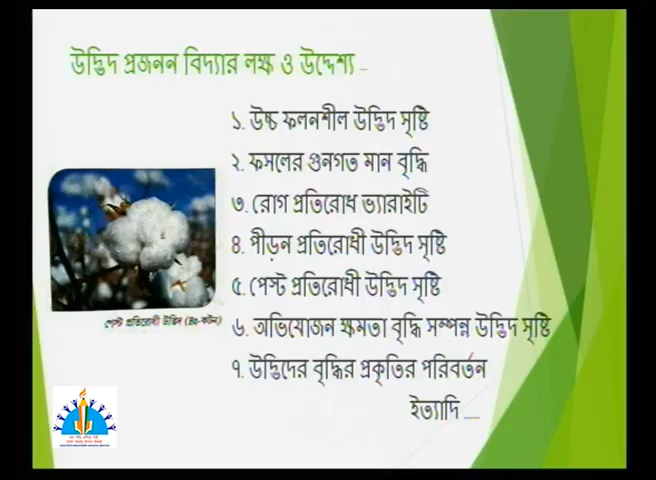 উদ্ভিদ প্রজনন বিদ্যার লক্ষ ও উদ্দেশ্য –
১. উচ্চ ফলনশীল উদ্ভিদ সৃষ্টি
২. ফসলের গুনগত মান বৃদ্ধি
৩. রোগ প্রতিরোধ ভ্যারাইটি
৪. পীড়ন প্রতিরোধী উদ্ভিদ সৃষ্টি
৫. পেস্ট প্রতিরোধী উদ্ভিদ সৃষ্টি
৬. অভিযোজন ক্ষমতা বৃদ্ধি সম্পন্ন উদ্ভিদ সৃষ্টি
৭. উদ্ভিদের বৃদ্ধির প্রকৃতির পরিবর্তন
ইত্যাদি .....
পেস্ট প্রতিরোধী উদ্ভিদ (Bt-কটন)